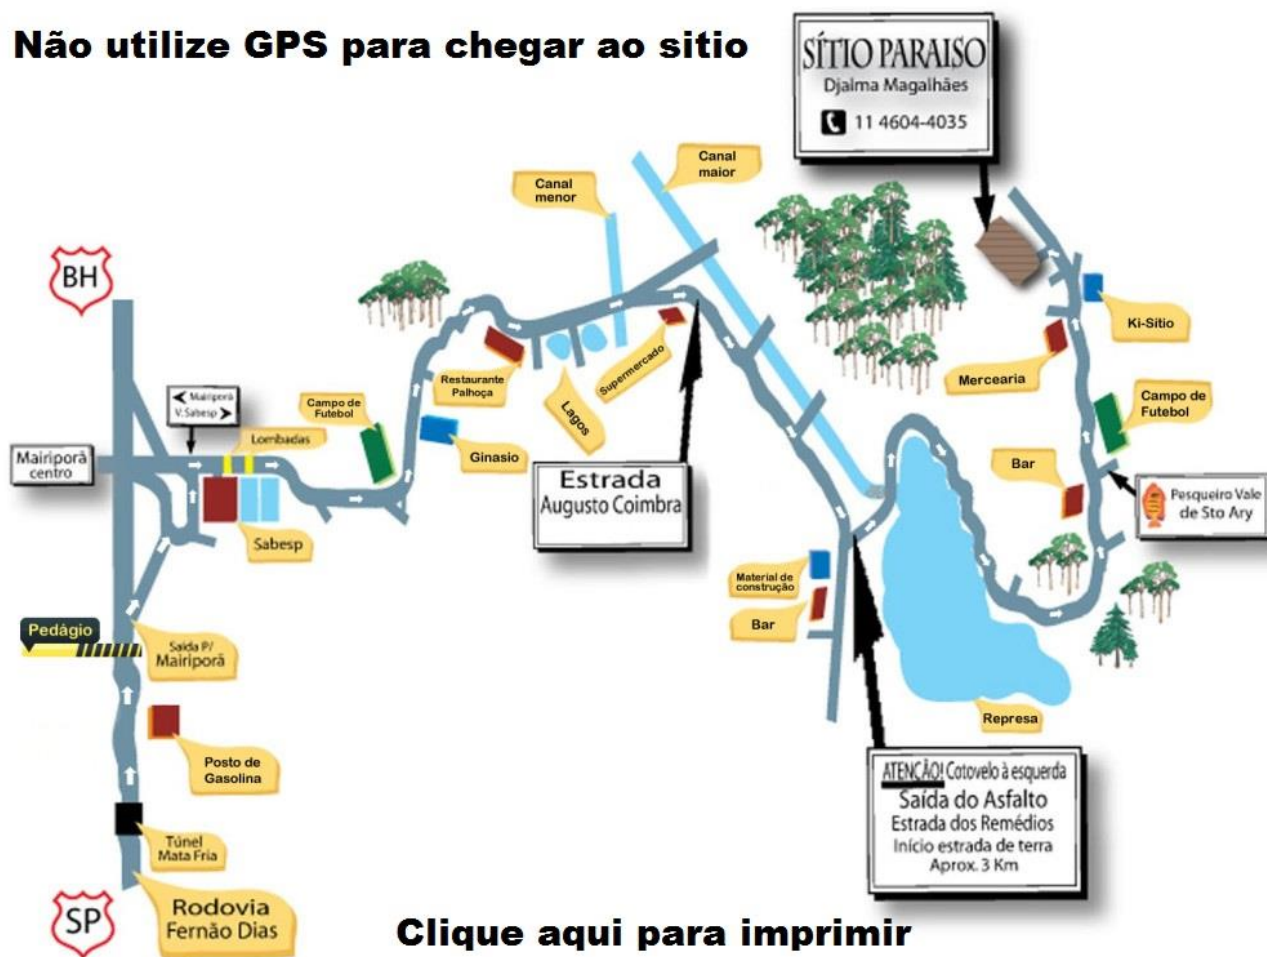 Não utilize GPS para chegar ao sitio
SÍTIO PARAISO
Djalma Magalhães
11 4604-4035
Canal
maior
Canal
menor
BH
Ki-Sítio
Mercearia
Supermercado
Restaurante
Palhoça
Lagos
Mairiporã
V. Sabesp
Campo de
Futebol
Campo de
Futebol
Lombadas
Ginasio
Mairiporã
centro
Bar
Estrada
Augusto Coimbra
Pesqueiro Vale
de Sto Ary
Sabesp
Material de
construção
Bar
Pedágio
Saida P/
Mairiporã
Represa
Posto de
Gasolina
ATENÇÃO! Cotovelo à esquerda
Saída do Asfalto
Estrada dos Remédios
Início estrada de terra
Aprox. 3 Km
Túnel
Mata Fria
SP
Rodovia
Fernão Dias
Clique aqui para imprimir